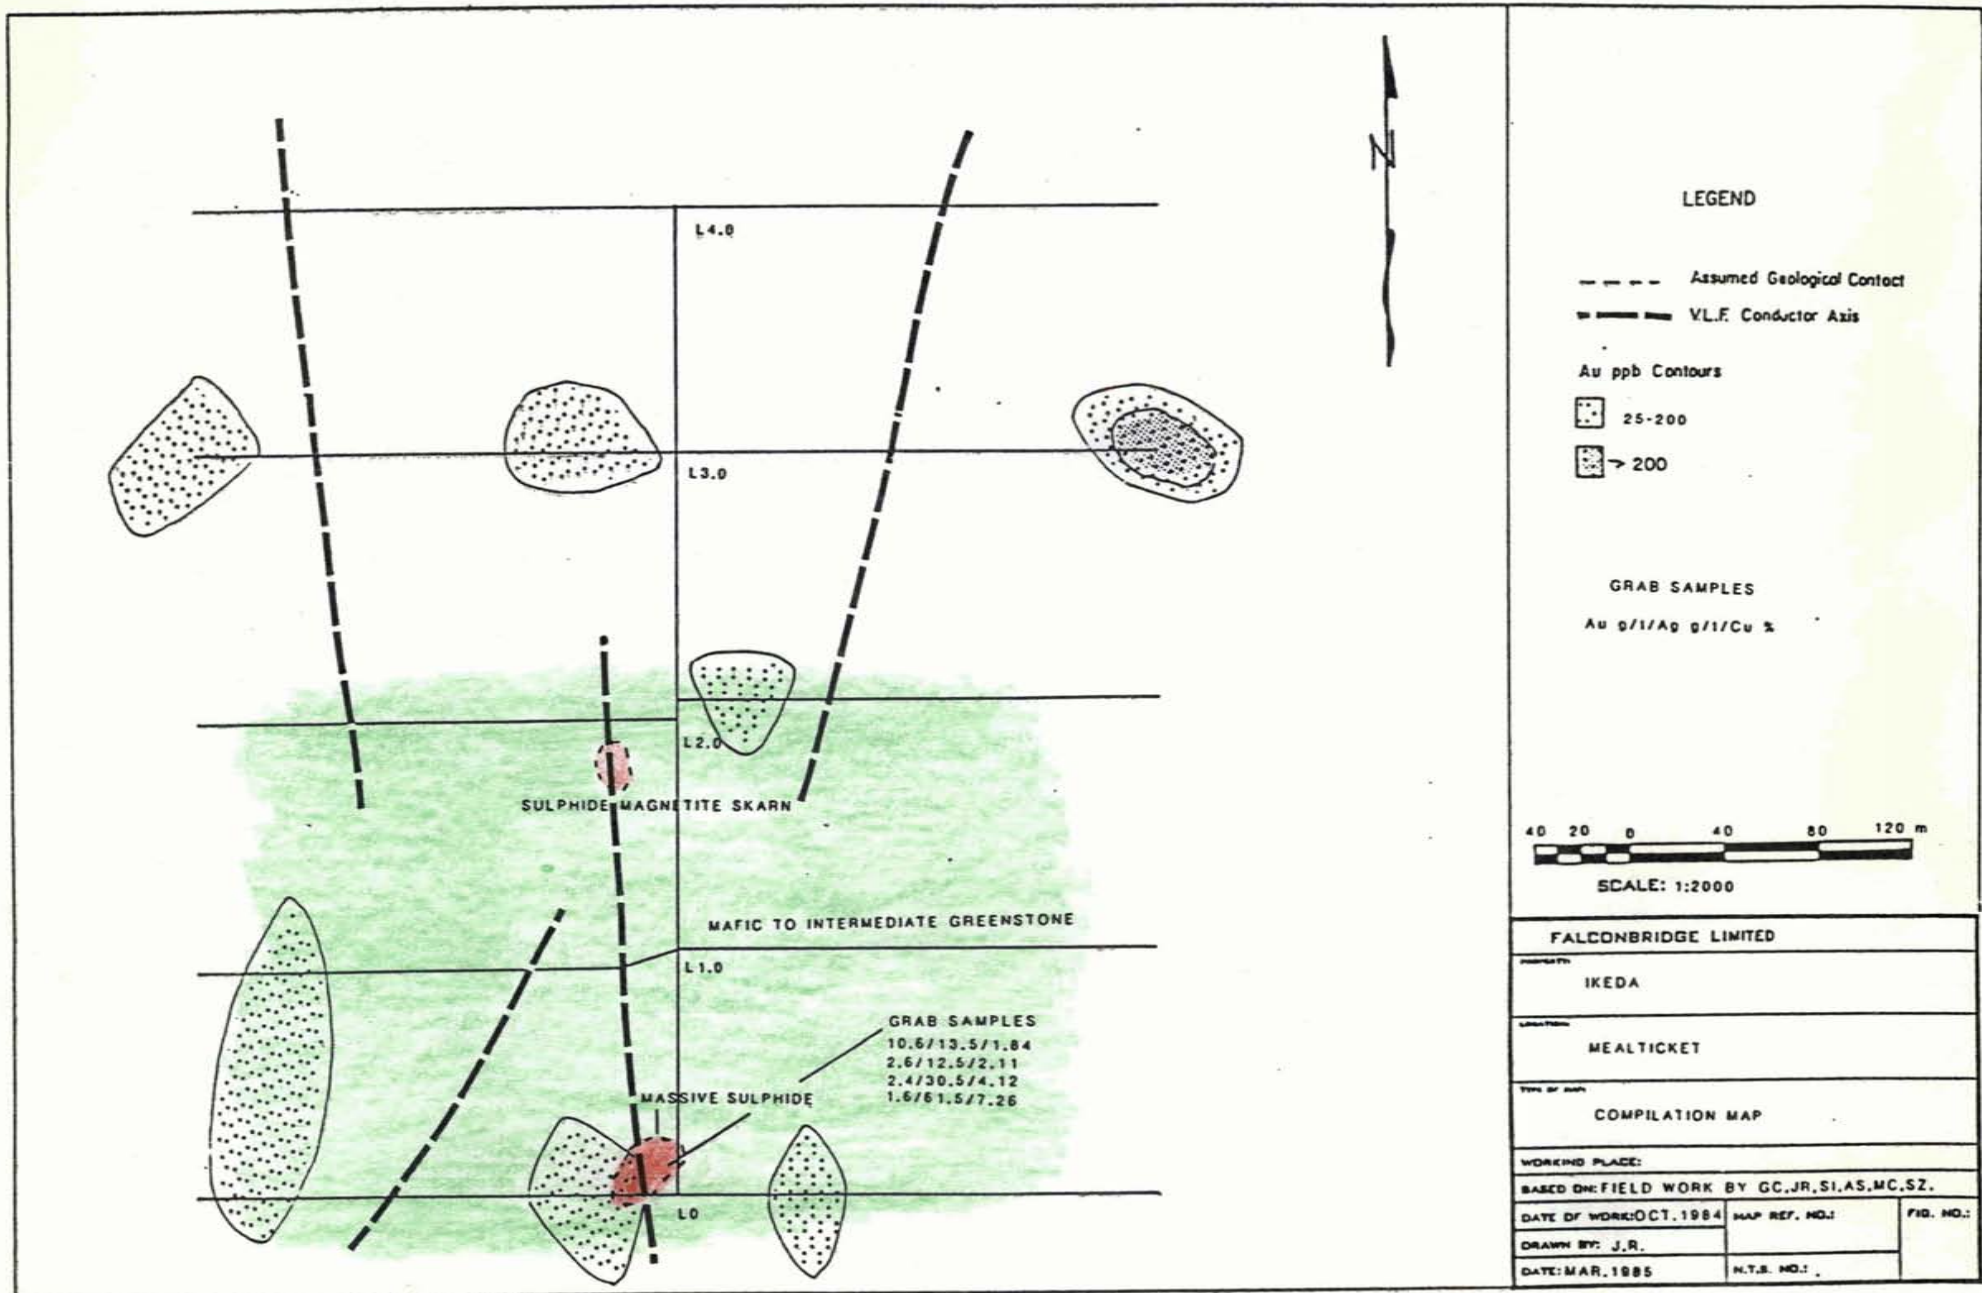 N
L4.0
L3.0
L2.0
SULPHIDE MAGNETITE SKARN
MAFIC TO INTERMEDIATE GREENSTONE
L1.0
GRAB SAMPLES
10.6/13.5/1.84
2.6/12.5/2.11
2.4/30.5/4.12
1.6/61.5/7.26
MASSIVE SULPHIDE
L0
LEGEND
Assumed Geological Contact
V.L.F. Conductor Axis
Au ppb Contours
25-200
> 200
GRAB SAMPLES
Au g/t/Ag g/t/Cu %
40 20 0 40 80 120 m
SCALE: 1:2000
FALCONBRIDGE LIMITED
PROPERTY:
IKEDA
LOCATION:
MEALTICKET
TYPE OF MAP:
COMPILATION MAP
WORKING PLACE:
BASED ON: FIELD WORK BY GC,JR,SI,AS,MC,SZ.
DATE OF WORK: OCT. 1984 MAP REF. NO.: FIG. NO.:
DRAWN BY: J.R.
DATE: MAR. 1985 N.T.S. NO.: